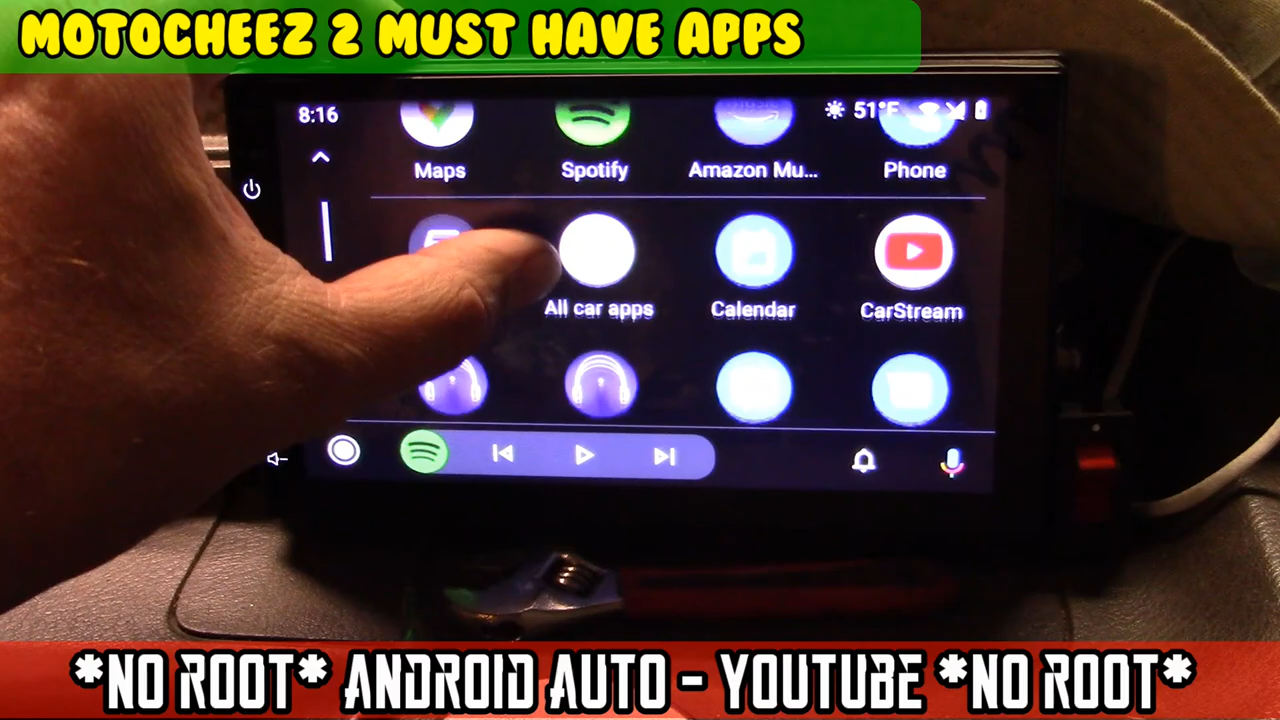 MOTOCHEEZ 2 MUST HAVE APPS
8:16
51°F
Maps
Spotify
Amazon Mu...
Phone
All car apps
Calendar
CarStream
*NO ROOT* ANDROID AUTO - YOUTUBE *NO ROOT*